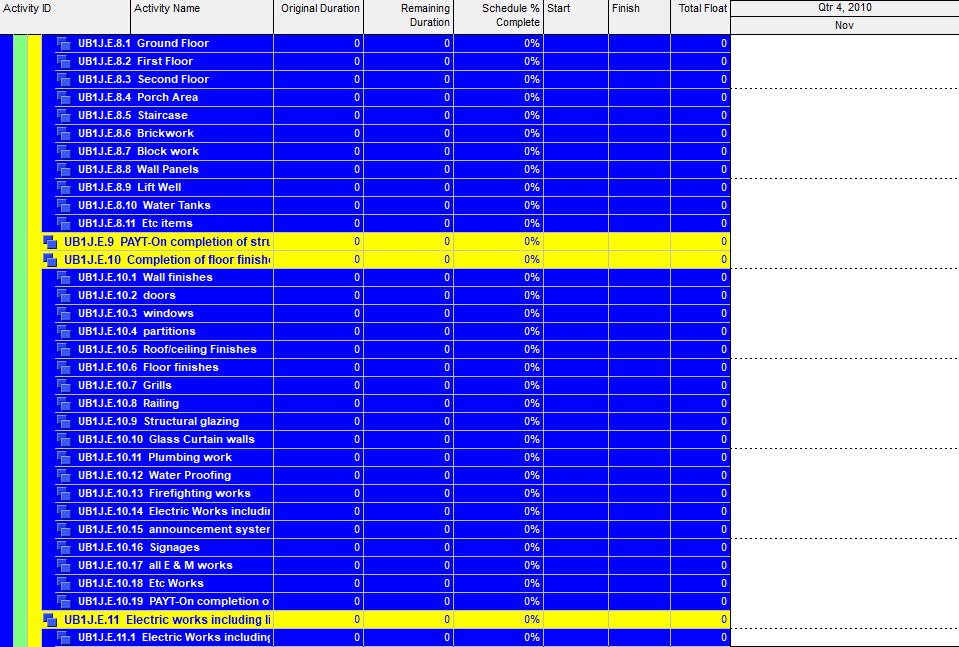 Activity ID Activity Name Original Duration Remaining Duration Schedule % Complete Start Finish Total Float Qtr 4, 2010
Nov
UB1J.E.8.1 Ground Floor 0 0 0% 0
UB1J.E.8.2 First Floor 0 0 0% 0
UB1J.E.8.3 Second Floor 0 0 0% 0
UB1J.E.8.4 Porch Area 0 0 0% 0
UB1J.E.8.5 Staircase 0 0 0% 0
UB1J.E.8.6 Brickwork 0 0 0% 0
UB1J.E.8.7 Block work 0 0 0% 0
UB1J.E.8.8 Wall Panels 0 0 0% 0
UB1J.E.8.9 Lift Well 0 0 0% 0
UB1J.E.8.10 Water Tanks 0 0 0% 0
UB1J.E.8.11 Etc items 0 0 0% 0
UB1J.E.9 PAYT-On completion of stru 0 0 0% 0
UB1J.E.10 Completion of floor finishe 0 0 0% 0
UB1J.E.10.1 Wall finishes 0 0 0% 0
UB1J.E.10.2 doors 0 0 0% 0
UB1J.E.10.3 windows 0 0 0% 0
UB1J.E.10.4 partitions 0 0 0% 0
UB1J.E.10.5 Roof/ceiling Finishes 0 0 0% 0
UB1J.E.10.6 Floor finishes 0 0 0% 0
UB1J.E.10.7 Grills 0 0 0% 0
UB1J.E.10.8 Railing 0 0 0% 0
UB1J.E.10.9 Structural glazing 0 0 0% 0
UB1J.E.10.10 Glass Curtain walls 0 0 0% 0
UB1J.E.10.11 Plumbing work 0 0 0% 0
UB1J.E.10.12 Water Proofing 0 0 0% 0
UB1J.E.10.13 Firefighting works 0 0 0% 0
UB1J.E.10.14 Electric Works includin 0 0 0% 0
UB1J.E.10.15 announcement system 0 0 0% 0
UB1J.E.10.16 Signages 0 0 0% 0
UB1J.E.10.17 all E & M works 0 0 0% 0
UB1J.E.10.18 Etc Works 0 0 0% 0
UB1J.E.10.19 PAYT-On completion o 0 0 0% 0
UB1J.E.11 Electric works including li 0 0 0% 0
UB1J.E.11.1 Electric Works including 0 0 0% 0